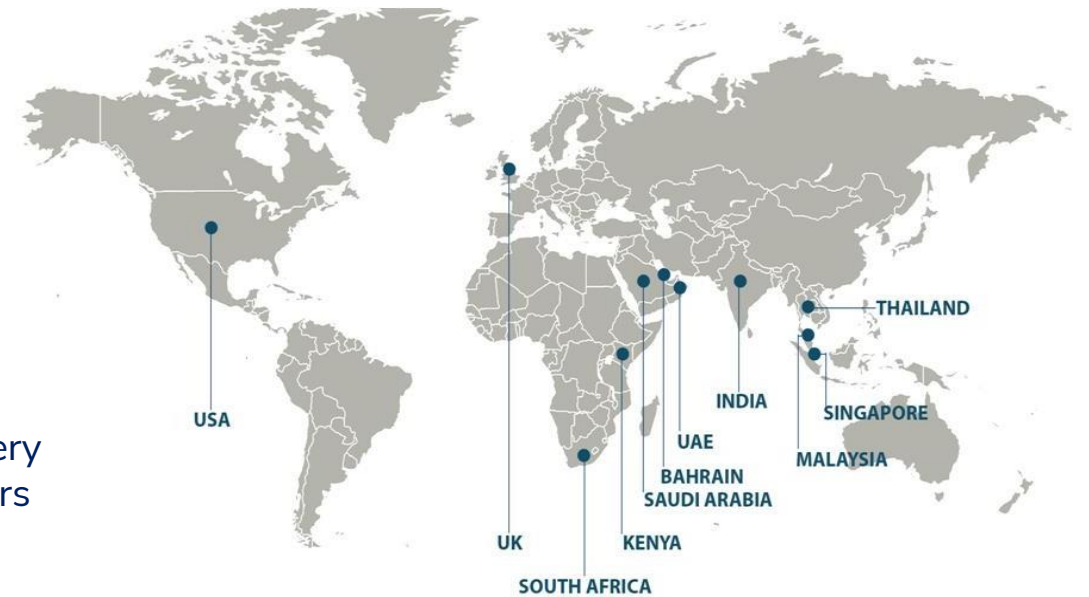 THAILAND
INDIA
SINGAPORE
USA
UAE
MALAYSIA
BAHRAIN
SAUDI ARABIA
UK
KENYA
SOUTH AFRICA